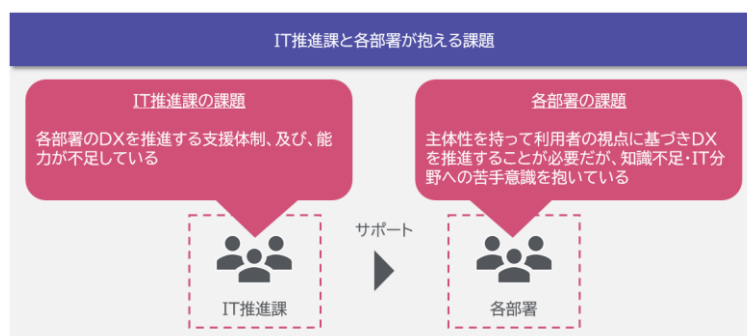 IT推進課と各部署が抱える課題
IT推進課の課題
各部署のDXを推進する支援体制、及び、能
力が不足している
各部署の課題
主体性を持って利用者の視点に基づきDX
を推進することが必要だが、知識不足・IT分
野への苦手意識を抱いている
サポート
IT推進課
各部署